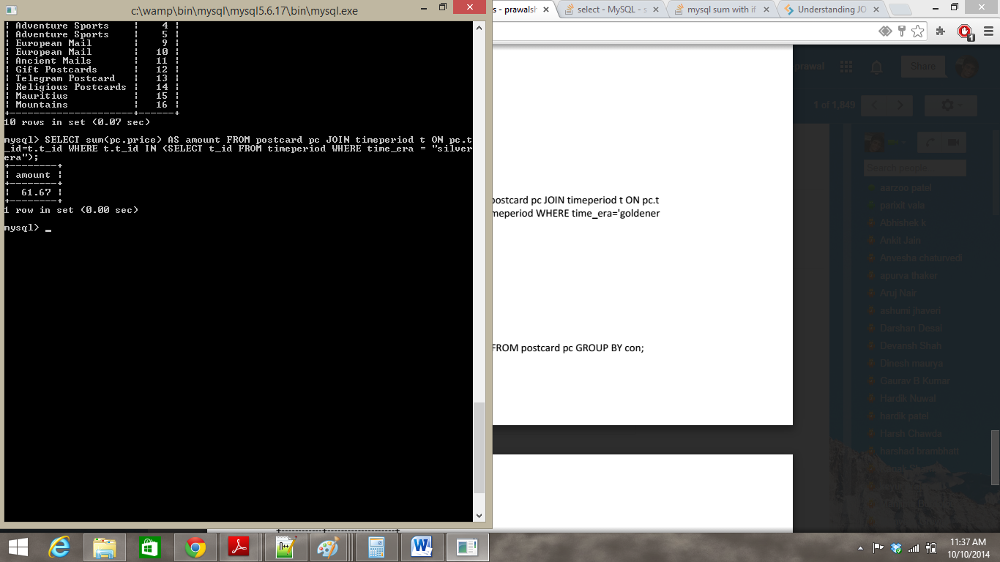 c:\wamp\bin\mysql\mysql5.6.17\bin\mysql.exe
| Adventure Sports | 4 |
| Adventure Sports | 5 |
| European Mail | 9 |
| European Mail | 10 |
| Ancient Mails | 11 |
| Gift Postcards | 12 |
| Telegram Postcard | 13 |
| Religious Postcards | 14 |
| Mauritius | 15 |
| Mountains | 16 |
+---------------------+------+
10 rows in set (0.07 sec)
mysql> SELECT sum(pc.price) AS amount FROM postcard pc JOIN timeperiod t ON pc.t
_id=t.t_id WHERE t.t_id IN (SELECT t_id FROM timeperiod WHERE time_era = "silver
era");
+--------+
| amount |
+--------+
| 61.67 |
+--------+
1 row in set (0.00 sec)
mysql> _
s - prawalsh
select - MySQL - s
mysql sum with if
Understanding JO
1
prawal
Share
1 of 1,849
Search people...
aatzoo patel
parixit vala
Abhishek k
Ankit Jain
Anvesha chaturvedi
apurva thaker
Aruj Nair
ashumi jhaveri
Darshan Desai
Devansh Shah
Dinesh maurya
Gaurav B Kumar
Hardik Nuwal
hardik patel
Harsh Chawda
harshad brambhatt
postcard pc JOIN timeperiod t ON pc.t
meperiod WHERE time_era='goldener
FROM postcard pc GROUP BY con;
+------------+-------------------+
11:37 AM
10/10/2014